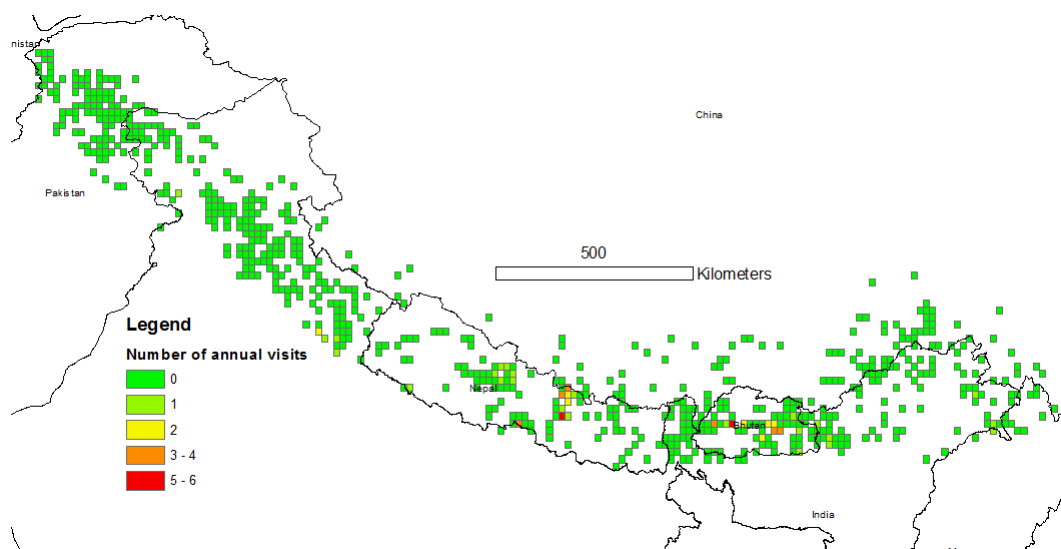 nistan
China
Pakistan
500
Kilometers
Legend
Number of annual visits
0
1
2
3 - 4
5 - 6
Nepal
Bhutan
India